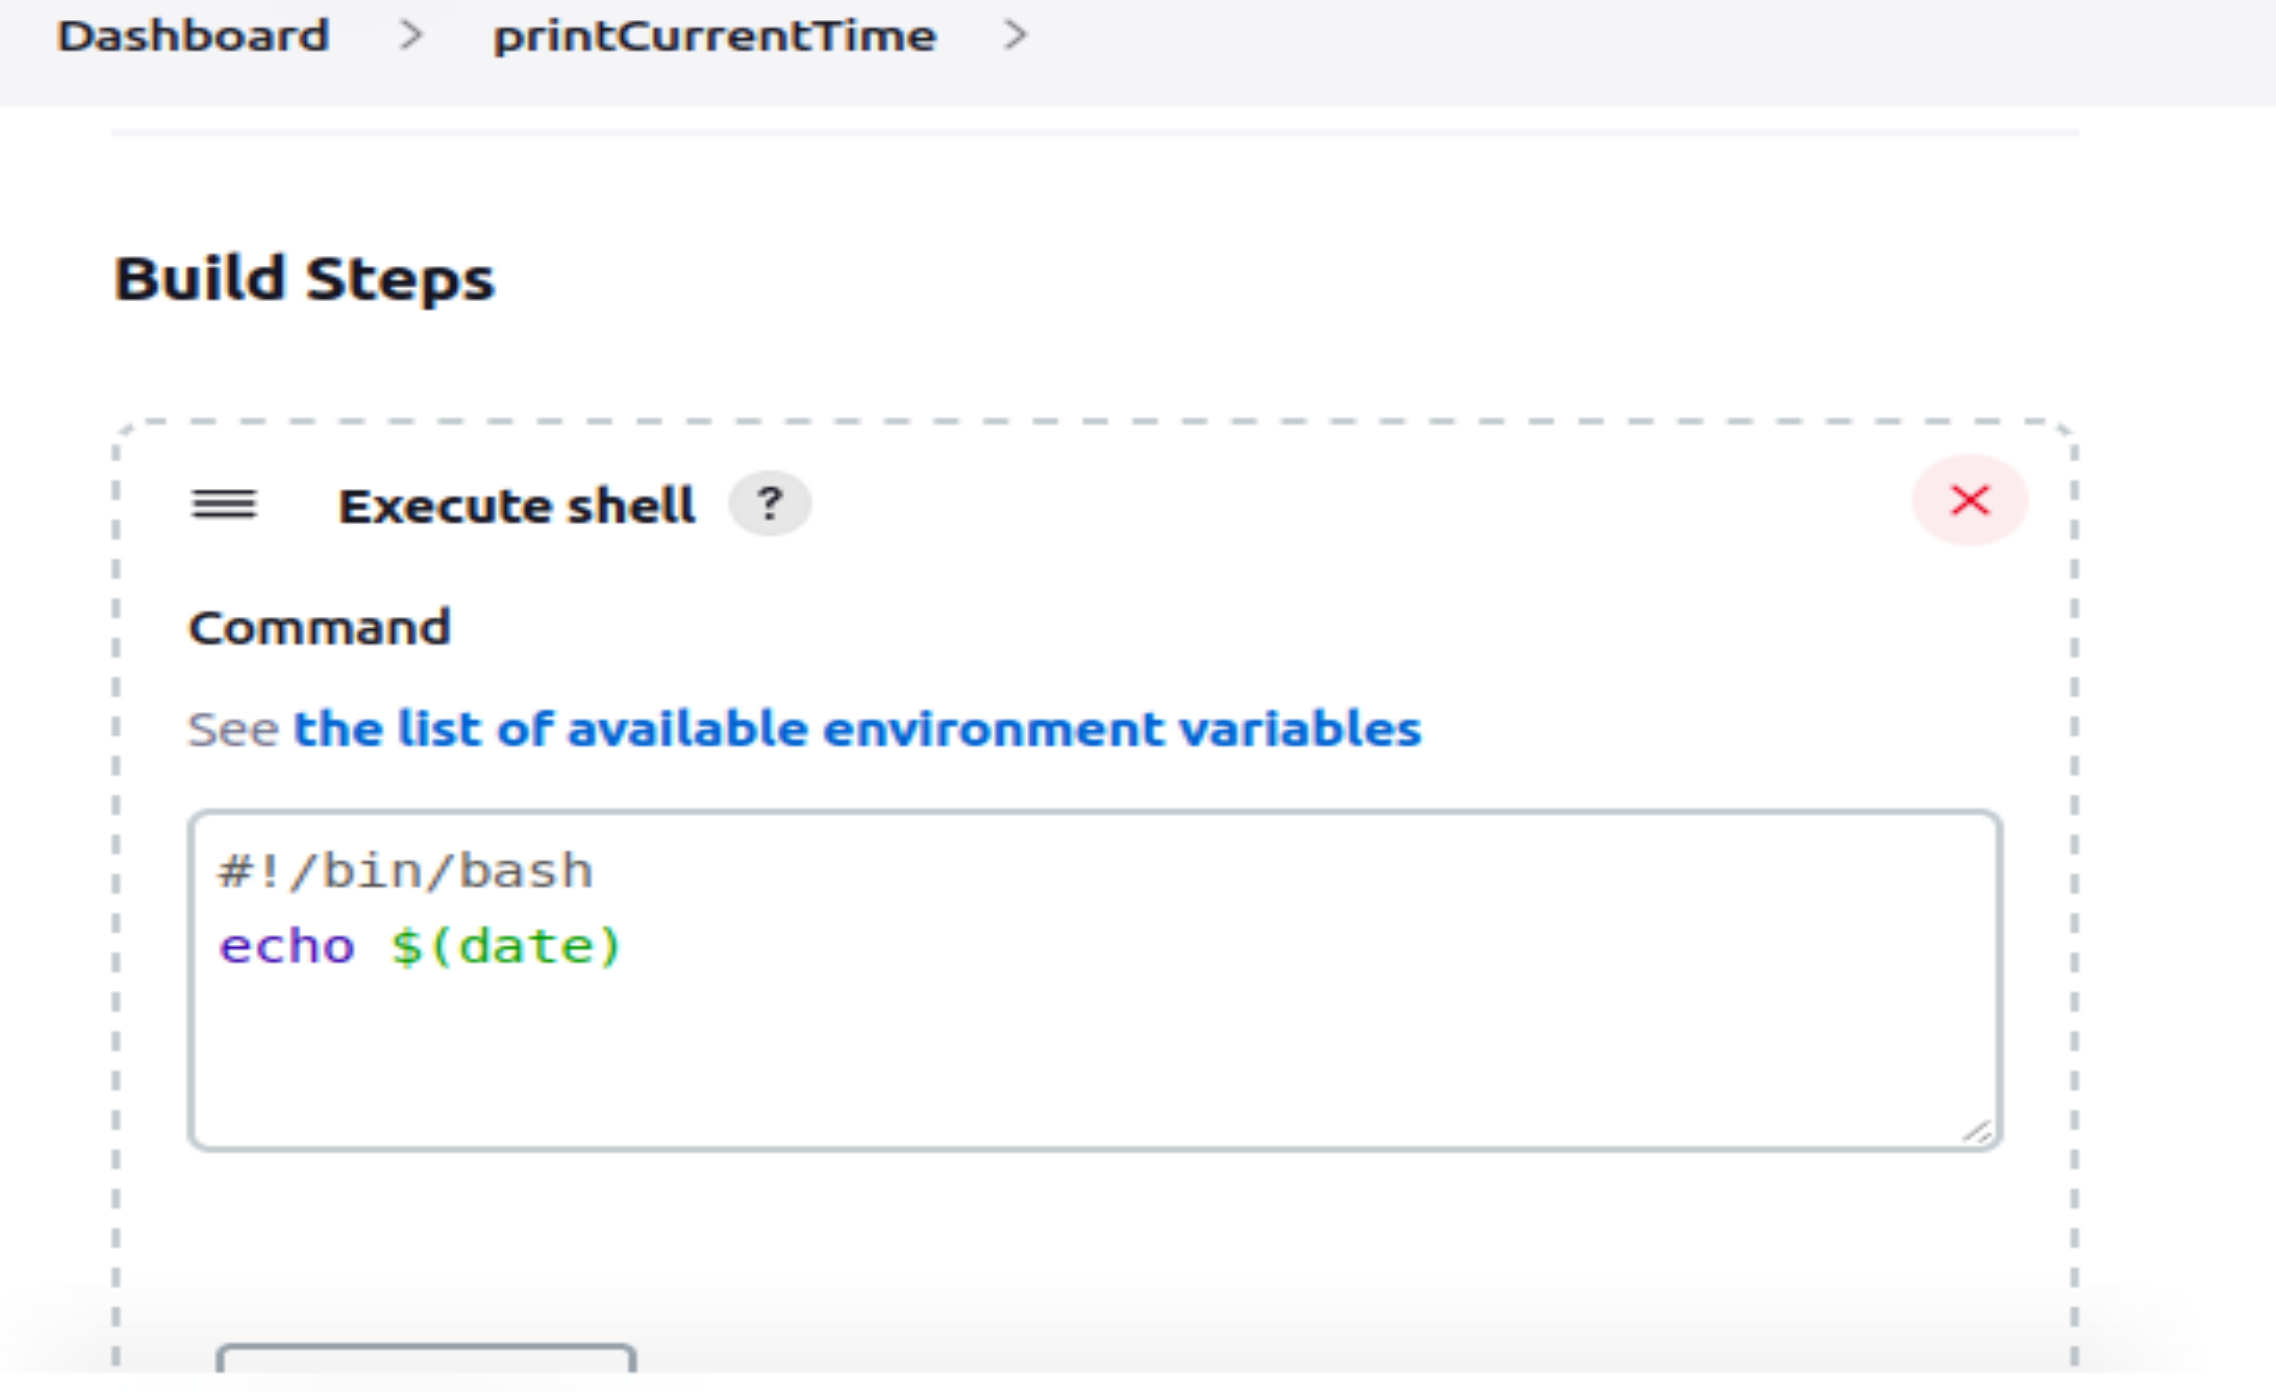 Dashboard > printCurrentTime >
Build Steps
Execute shell ?
Command
See the list of available environment variables
#!/bin/bash
echo $(date)